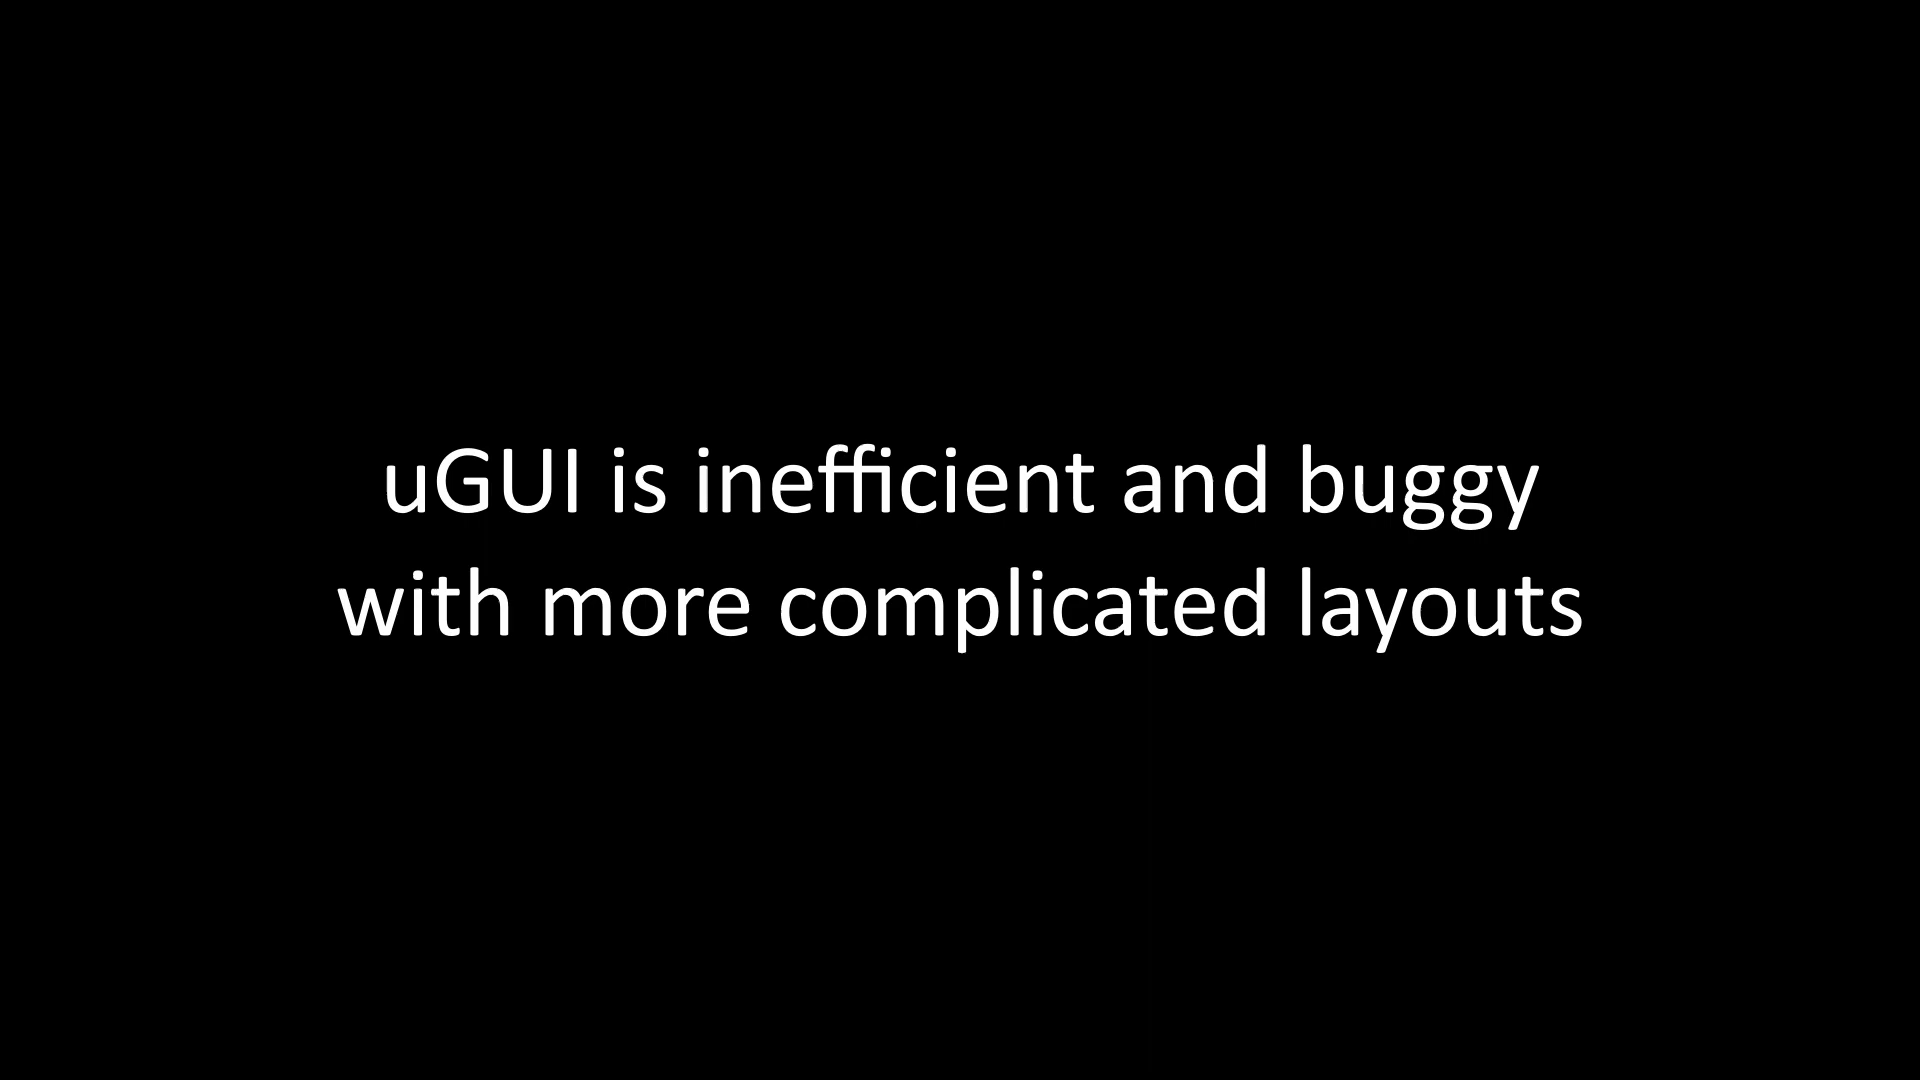 uGUI is inefficient and buggy
with more complicated layouts